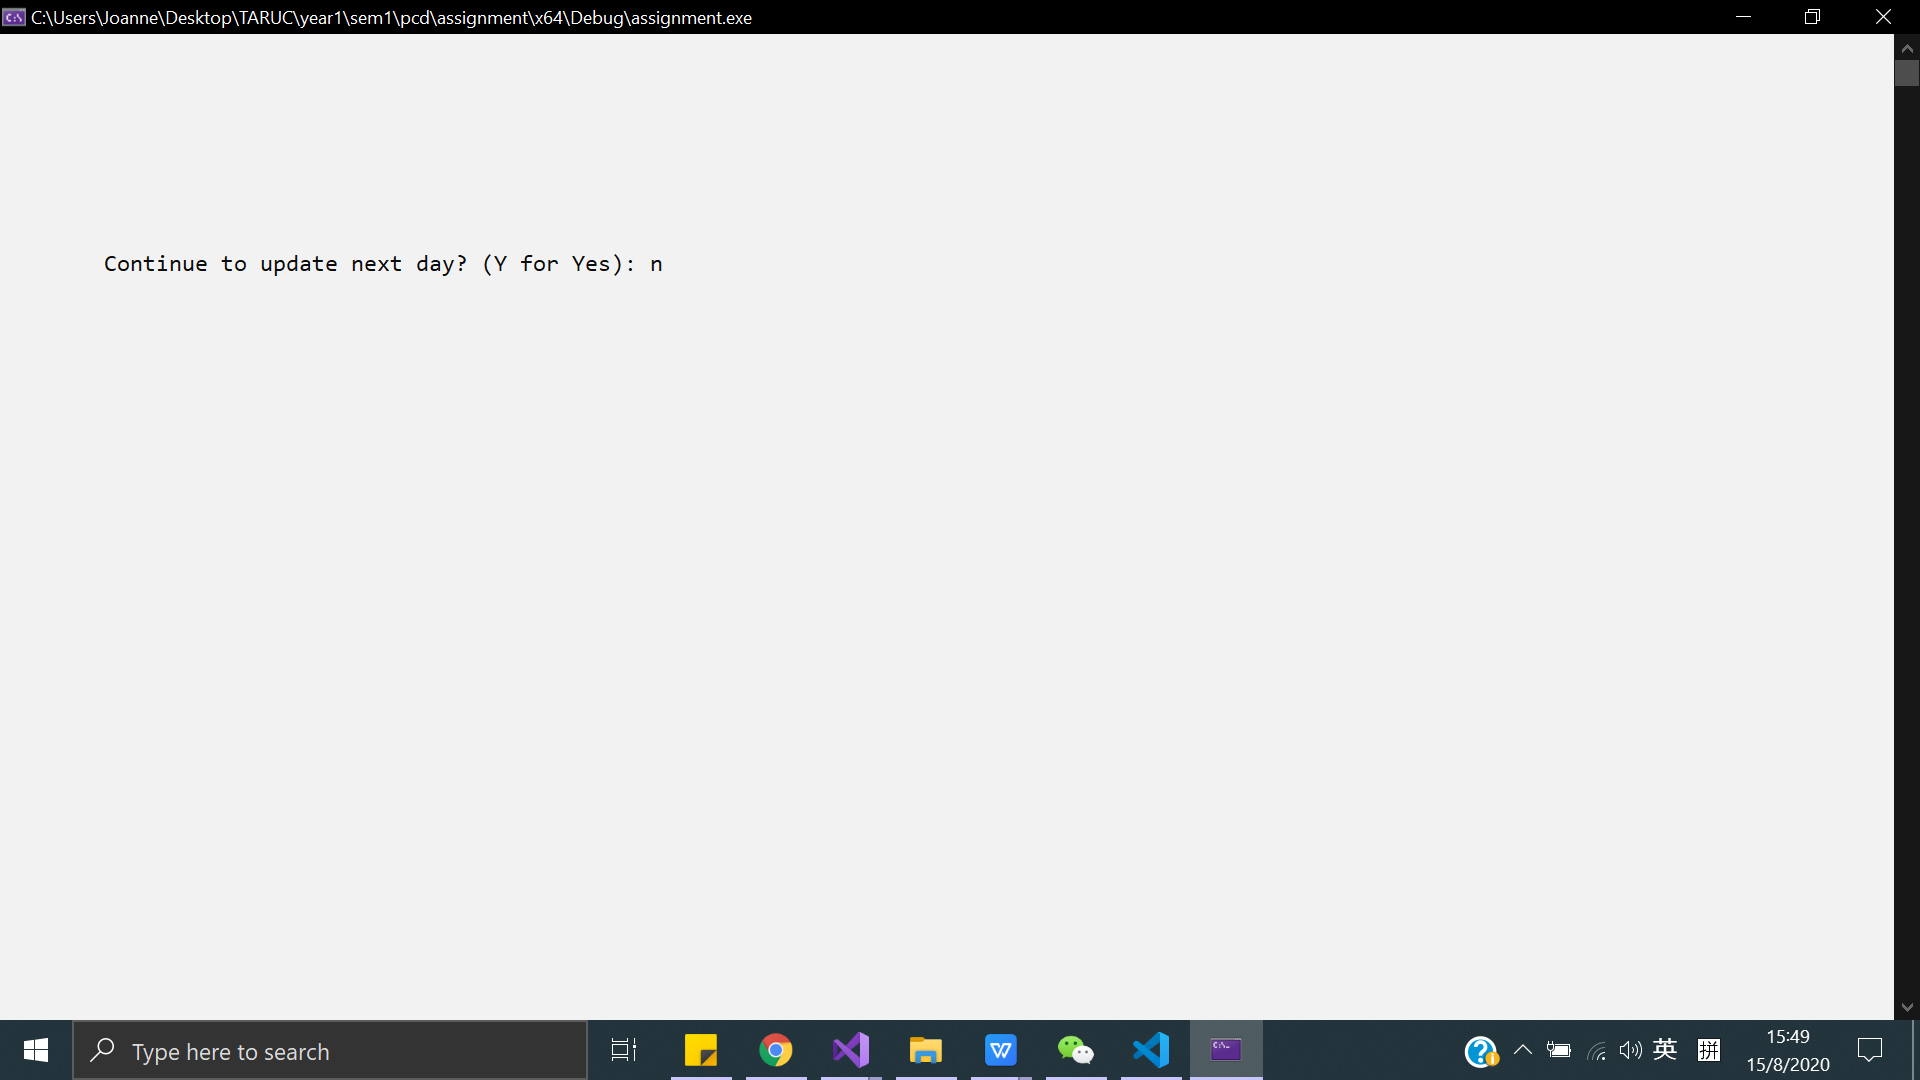 C:\Users\Joanne\Desktop\TARUC\year1\sem1\pcd\assignment\x64\Debug\assignment.exe
Continue to update next day? (Y for Yes): n
Type here to search
英
拼
15:49
15/8/2020